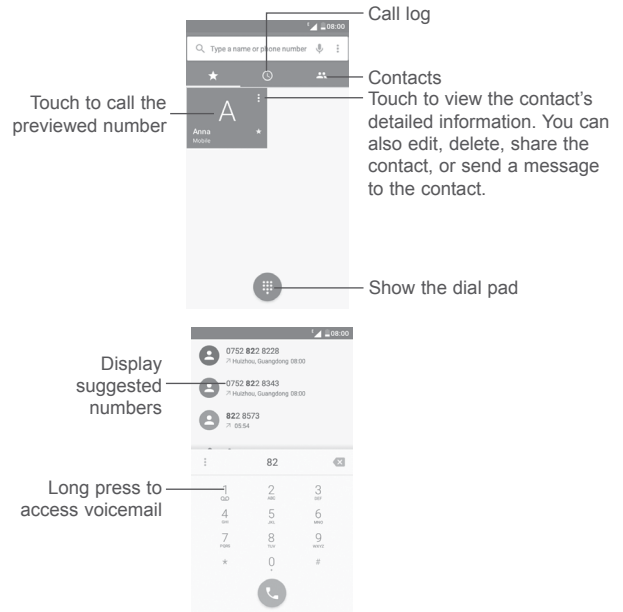 Call log
08:00
Type a name or phone number
Contacts
Touch to call the
previewed number
A
Anna
Mobile
Touch to view the contact's
detailed information. You can
also edit, delete, share the
contact, or send a message
to the contact.
Show the dial pad
08:00
0752 822 8228
Huizhou, Guangdong 08:00
Display
suggested
numbers
0752 822 8343
Huizhou, Guangdong 08:00
822 8573
05:54
82
Long press to
access voicemail
1 2 3
ABC DEF
4 5 6
GHI JKL MNO
7 8 9
PQRS TUV WXYZ
* 0 #
+